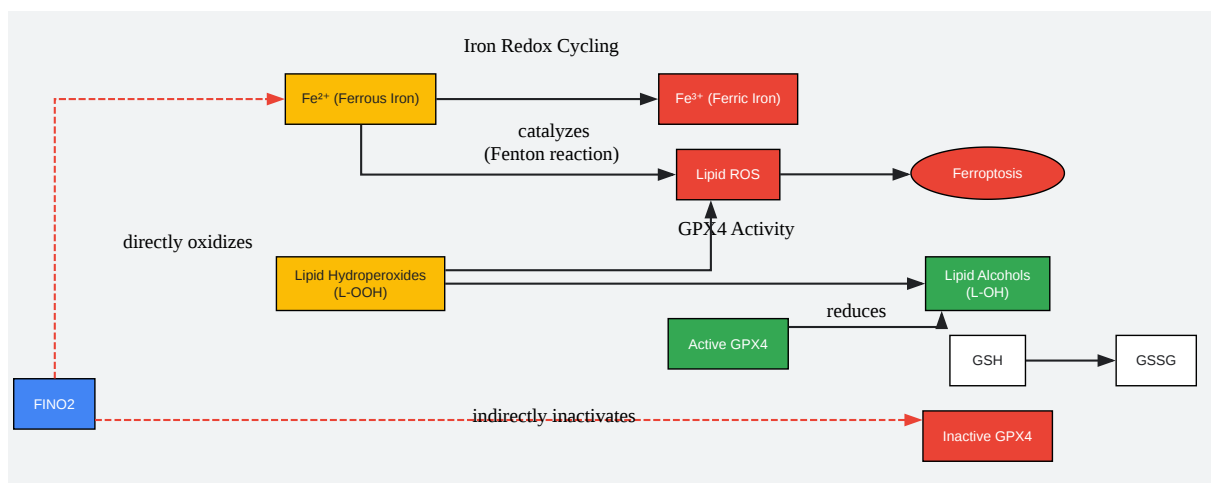 Iron Redox Cycling
Fe²⁺ (Ferrous Iron)
Fe³⁺ (Ferric Iron)
catalyzes
(Fenton reaction)
Lipid ROS
Ferroptosis
GPX4 Activity
directly oxidizes
Lipid Hydroperoxides
(L-OOH)
Lipid Alcohols
(L-OH)
reduces
Active GPX4
GSH
GSSG
FINO2
indirectly inactivates
Inactive GPX4